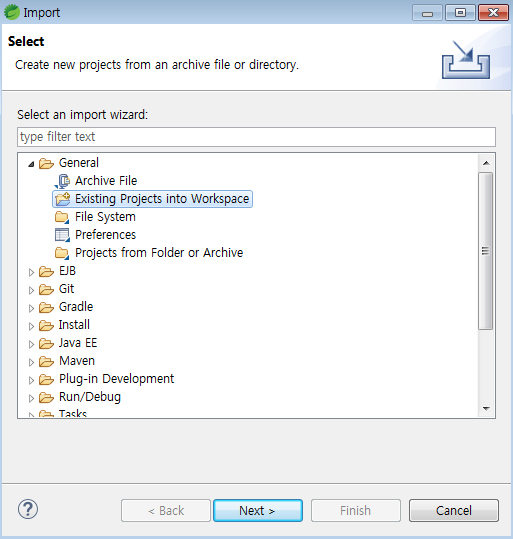 Import
Select
Create new projects from an archive file or directory.
Select an import wizard:
type filter text
General
Archive File
Existing Projects into Workspace
File System
Preferences
Projects from Folder or Archive
EJB
Git
Gradle
Install
Java EE
Maven
Plug-in Development
Run/Debug
Tasks
? < Back Next > Finish Cancel